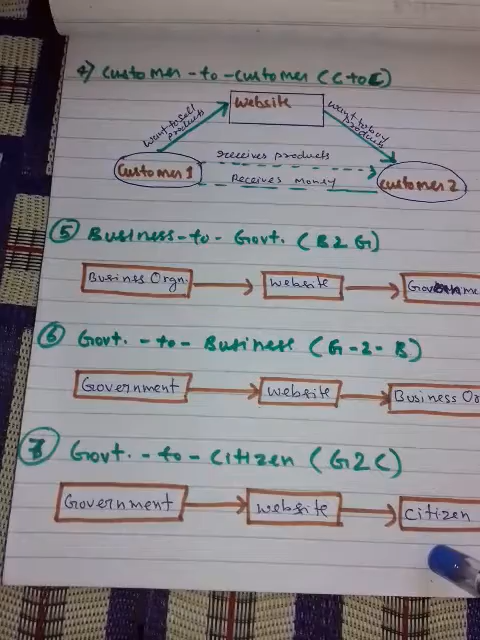 4) Customer-to-Customer (C to C)
Website
want to sell products
want to buy products
Customer 1
receives products
Receives Money
Customer 2
5 Business-to-Govt. (B2G)
Business Orgn.
Website
6 Govt.-to-Business (G-2-B)
Government
Website
Business Or
7 Govt.-to-Citizen (G2C)
Government
Website
Citizen